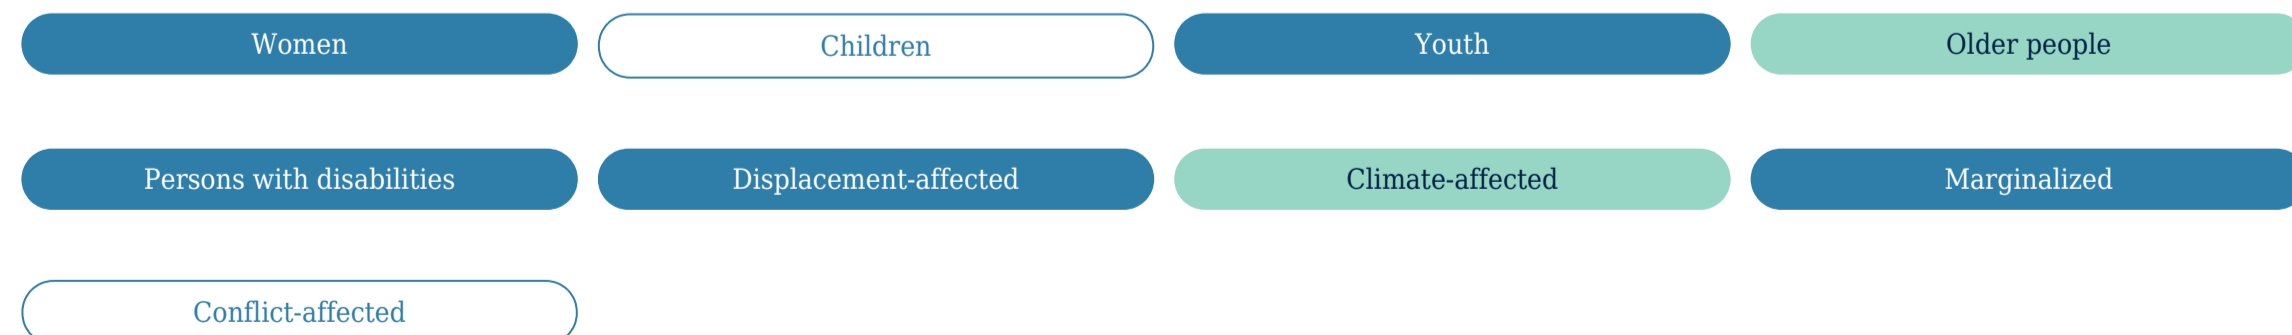 Women
Children
Youth
Older people
Persons with disabilities
Displacement-affected
Climate-affected
Marginalized
Conflict-affected